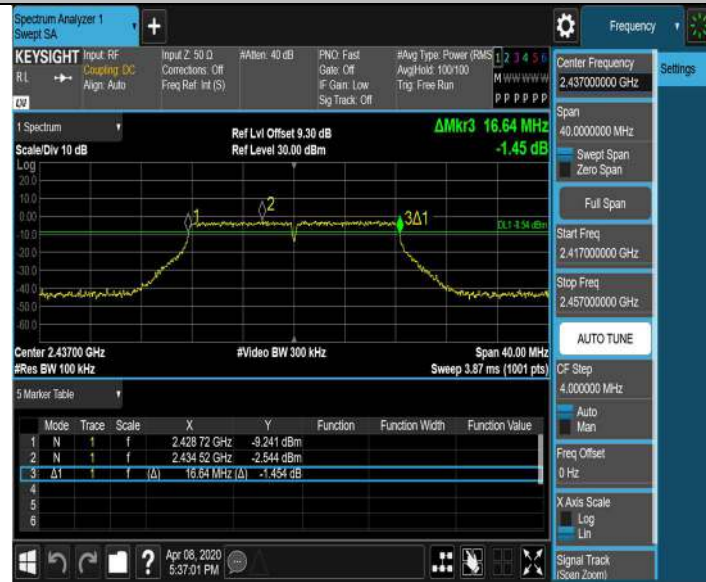 Spectrum Analyzer 1
Swept SA
+
Frequency
KEYSIGHT
RL
Input: RF
Coupling: DC
Align: Auto
Input Z: 50 Ω
Corrections: Off
Freq Ref: Int (S)
#Atten: 40 dB
PNO: Fast
Gate: Off
IF Gain: Low
Sig Track: Off
#Avg Type: Power (RMS
Avg|Hold: 100/100
Trig: Free Run
1 2 3 4 5 6
M W W W W W
P P P P P P
1 Spectrum
Scale/Div 10 dB
Log
Ref Lvl Offset 9.30 dB
Ref Level 30.00 dBm
ΔMkr3 16.64 MHz
-1.45 dB
20.0
10.0
0.00
-10.0
-20.0
-30.0
-40.0
-50.0
-60.0
1
2
3Δ1
DL1 -8.54 dBm
Center 2.43700 GHz
#Video BW 300 kHz
Span 40.00 MHz
#Res BW 100 kHz
Sweep 3.87 ms (1001 pts)
5 Marker Table
Mode Trace Scale X Y Function Function Width Function Value
1 N 1 f 2.428 72 GHz -9.241 dBm
2 N 1 f 2.434 52 GHz -2.544 dBm
3 Δ1 1 f (Δ) 16.64 MHz (Δ) -1.454 dB
4
5
6
?
Apr 08, 2020
5:37:01 PM
Center Frequency
2.437000000 GHz
Settings
Span
40.0000000 MHz
Swept Span
Zero Span
Full Span
Start Freq
2.417000000 GHz
Stop Freq
2.457000000 GHz
AUTO TUNE
CF Step
4.000000 MHz
Auto
Man
Freq Offset
0 Hz
X Axis Scale
Log
Lin
Signal Track
(Span Zoom)